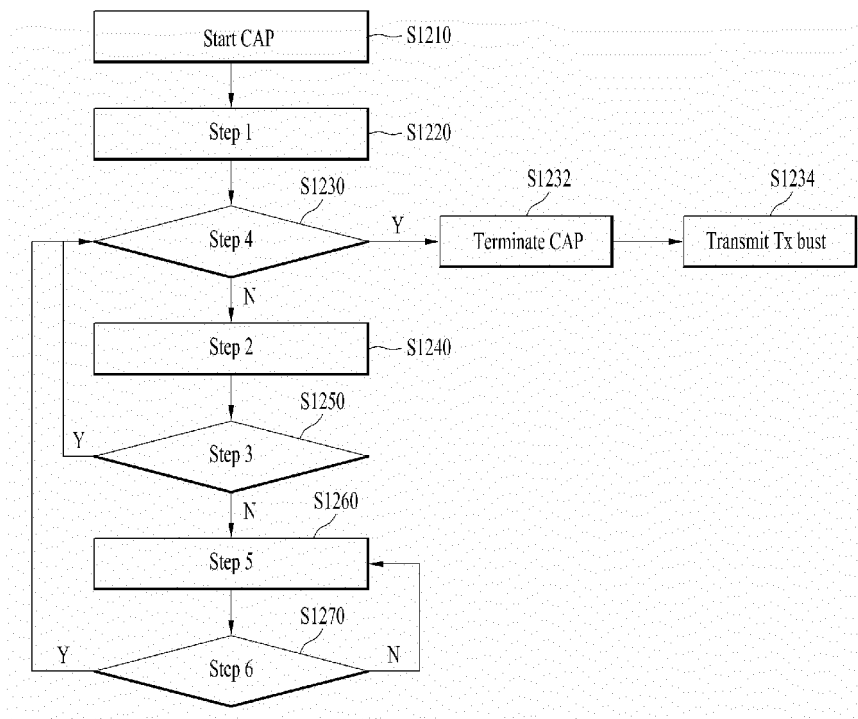 Start CAP
S1210
Step 1
S1220
S1230
Step 4
Y
S1232
Terminate CAP
S1234
Transmit Tx bust
N
Step 2
S1240
S1250
Y
Step 3
N
S1260
Step 5
S1270
Y
Step 6
N